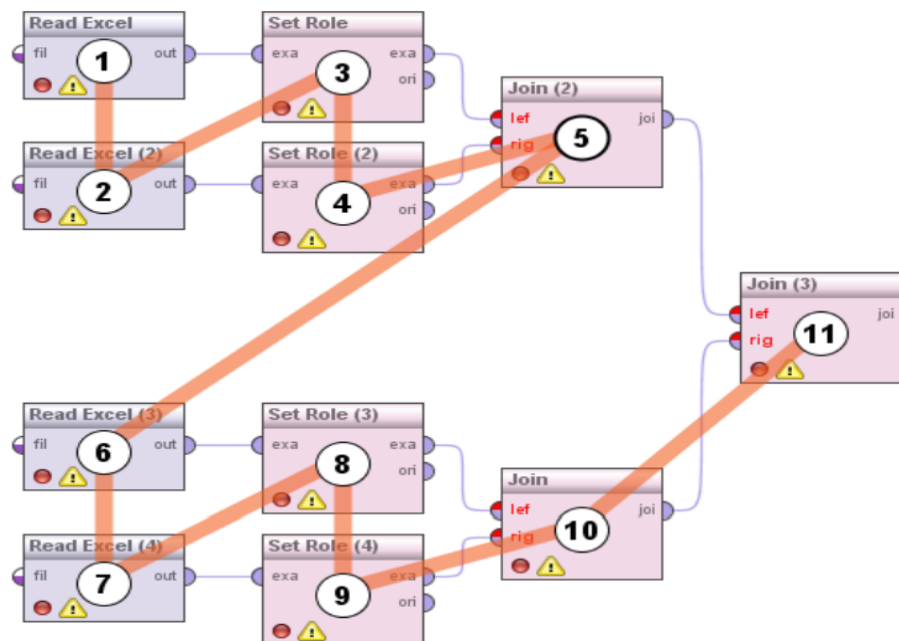 Read Excel
fil
out
1
Set Role
exa
exa
ori
3
Read Excel (2)
fil
out
2
Set Role (2)
exa
exa
ori
4
Join (2)
lef
rig
joi
5
Join (3)
lef
rig
joi
11
Read Excel (3)
fil
out
6
Set Role (3)
exa
exa
ori
8
Read Excel (4)
fil
out
7
Set Role (4)
exa
exa
ori
9
Join
lef
rig
joi
10